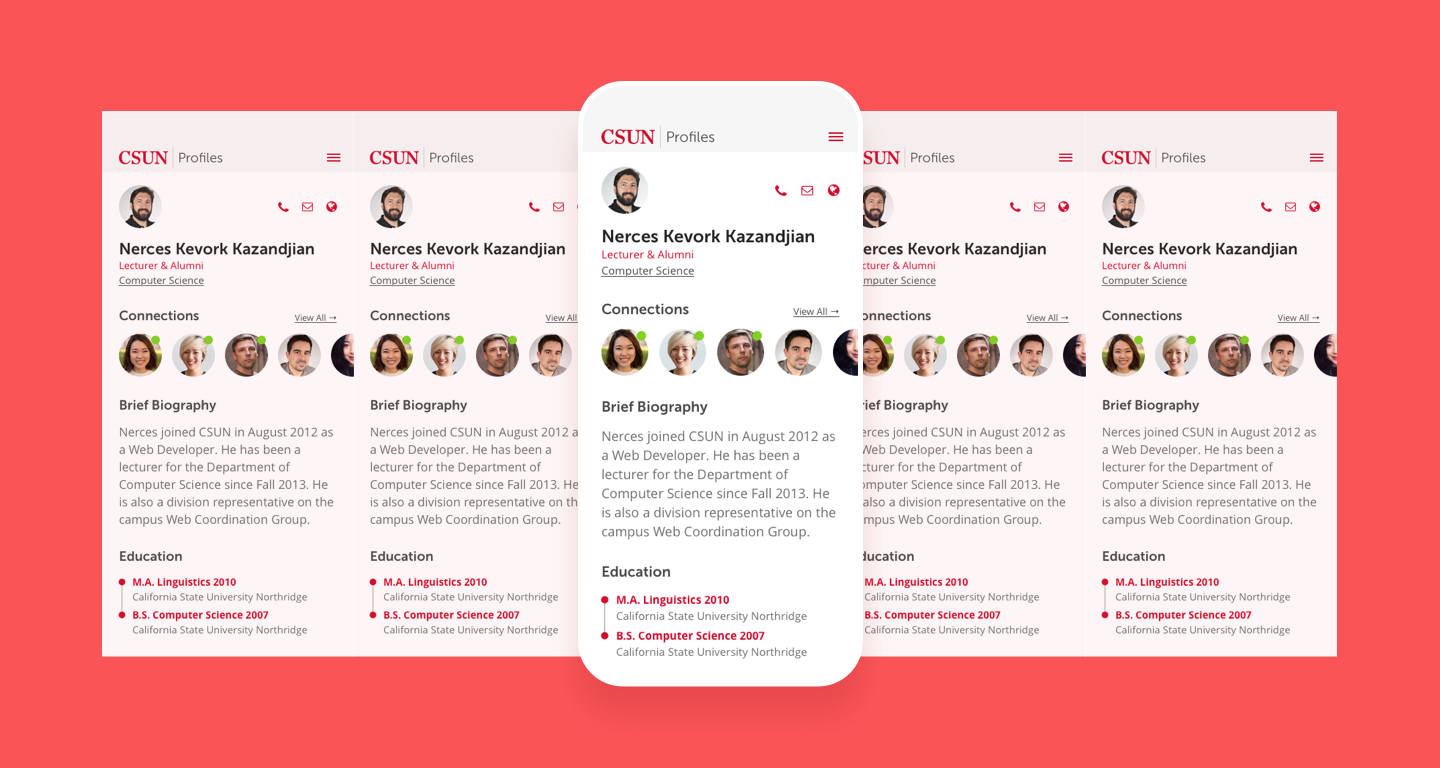 CSUN Profiles
Nerces Kevork Kazandjian
Lecturer & Alumni
Computer Science
Connections
View All →
Brief Biography
Nerces joined CSUN in August 2012 as
a Web Developer. He has been a
lecturer for the Department of
Computer Science since Fall 2013. He
is also a division representative on the
campus Web Coordination Group.
Education
M.A. Linguistics 2010
California State University Northridge
B.S. Computer Science 2007
California State University Northridge
CSUN Profiles
Nerces Kevork Kazandjian
Lecturer & Alumni
Computer Science
Connections
View All
Brief Biography
Nerces joined CSUN in August 2012 a
a Web Developer. He has been a
lecturer for the Department of
Computer Science since Fall 2013. He
is also a division representative on the
campus Web Coordination Group.
Education
M.A. Linguistics 2010
California State University Northridge
B.S. Computer Science 2007
California State University Northridge
CSUN Profiles
Nerces Kevork Kazandjian
Lecturer & Alumni
Computer Science
Connections
View All →
Brief Biography
Nerces joined CSUN in August 2012 as
a Web Developer. He has been a
lecturer for the Department of
Computer Science since Fall 2013. He
is also a division representative on the
campus Web Coordination Group.
Education
M.A. Linguistics 2010
California State University Northridge
B.S. Computer Science 2007
California State University Northridge
SUN Profiles
erces Kevork Kazandjian
cturer & Alumni
mputer Science
onnections
View All →
rief Biography
erces joined CSUN in August 2012 as
Web Developer. He has been a
cturer for the Department of
omputer Science since Fall 2013. He
also a division representative on the
mpus Web Coordination Group.
ducation
M.A. Linguistics 2010
California State University Northridge
B.S. Computer Science 2007
California State University Northridge
CSUN Profiles
Nerces Kevork Kazandjian
Lecturer & Alumni
Computer Science
Connections
View All →
Brief Biography
Nerces joined CSUN in August 2012 as
a Web Developer. He has been a
lecturer for the Department of
Computer Science since Fall 2013. He
is also a division representative on the
campus Web Coordination Group.
Education
M.A. Linguistics 2010
California State University Northridge
B.S. Computer Science 2007
California State University Northridge